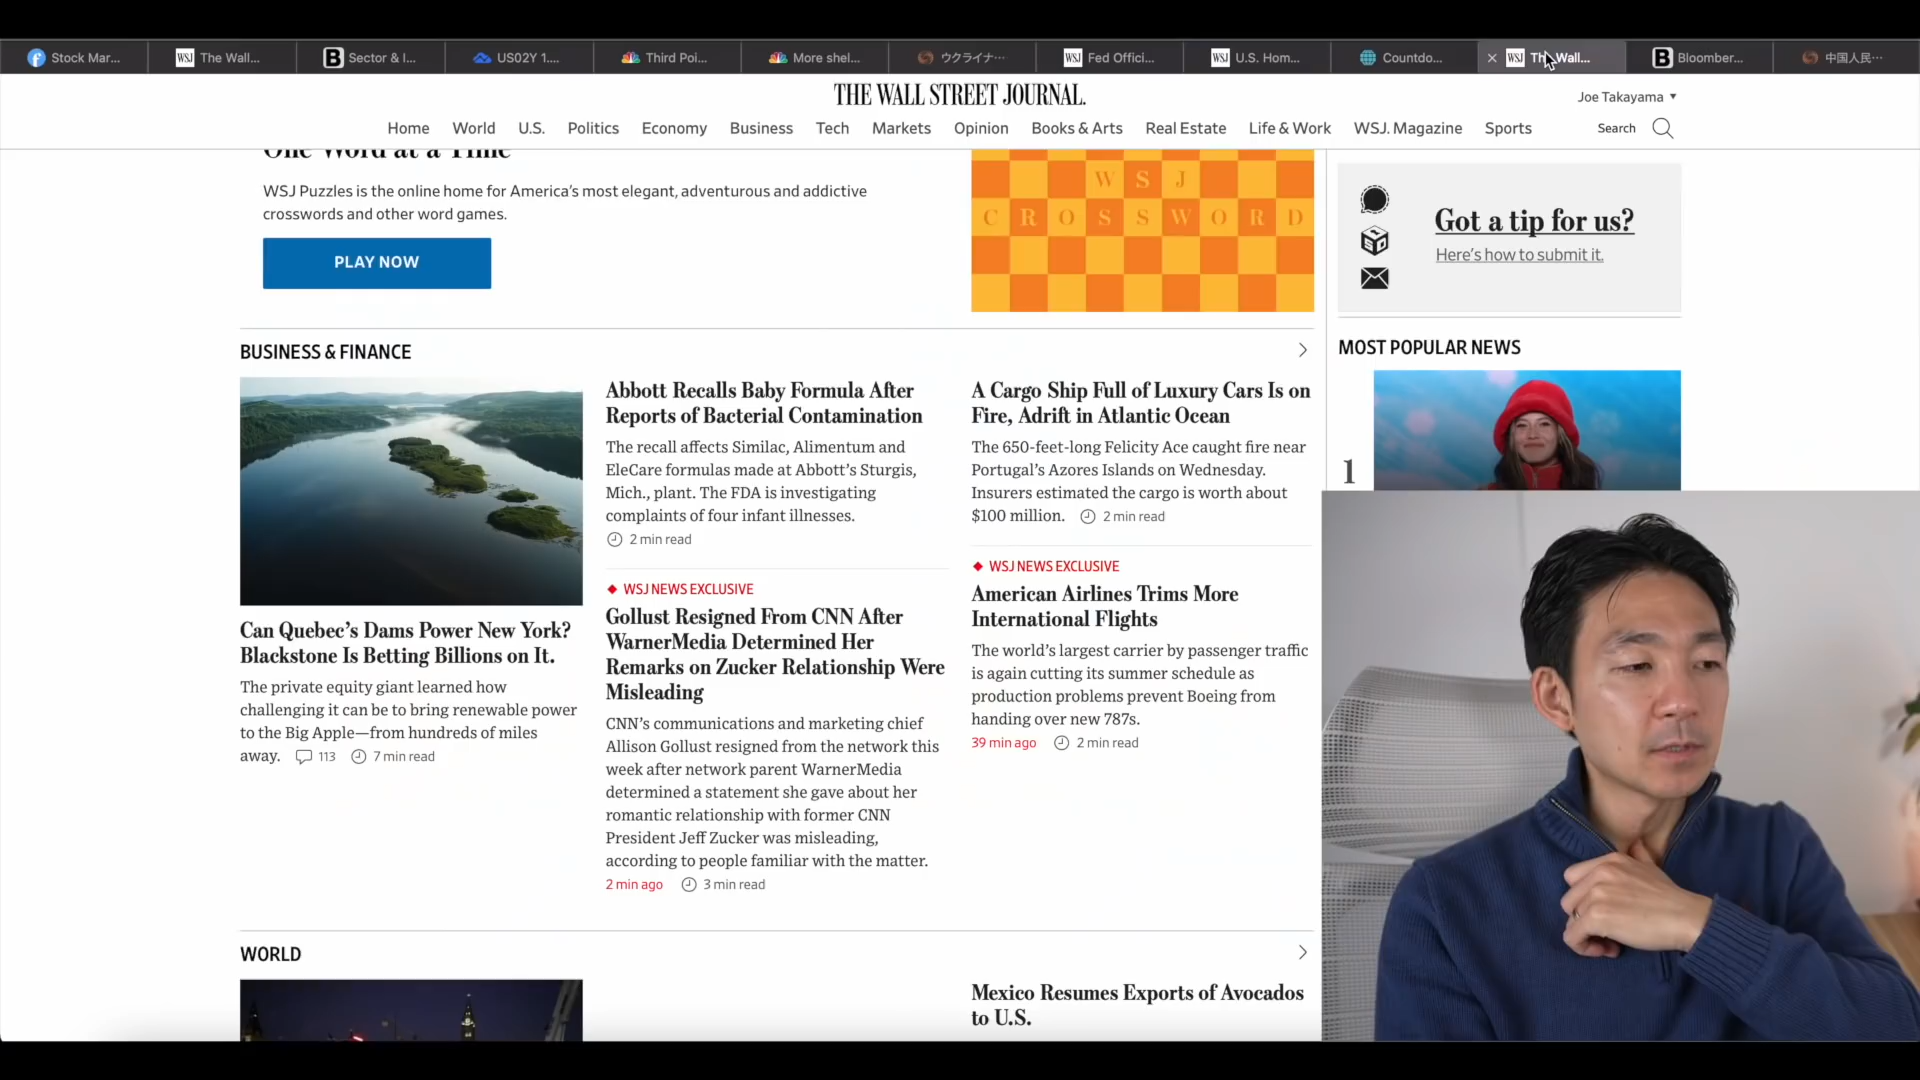 Stock Mar...
WSJ The Wall...
B Sector & I...
US02Y 1....
Third Poi...
More shel...
ウクライナ…
WSJ Fed Offici...
WSJ U.S. Hom...
Countdo...
WSJ Th Wall...
B Bloomber...
中国人民…
THE WALL STREET JOURNAL.
Joe Takayama
Home World U.S. Politics Economy Business Tech Markets Opinion Books & Arts Real Estate Life & Work WSJ. Magazine Sports
Search
One Word at a Time
WSJ Puzzles is the online home for America's most elegant, adventurous and addictive
crosswords and other word games.
PLAY NOW
WSJ
CROSSWORD
Got a tip for us?
Here's how to submit it.
BUSINESS & FINANCE
Can Quebec's Dams Power New York?
Blackstone Is Betting Billions on It.
The private equity giant learned how
challenging it can be to bring renewable power
to the Big Apple—from hundreds of miles
away. 113 7 min read
Abbott Recalls Baby Formula After
Reports of Bacterial Contamination
The recall affects Similac, Alimentum and
EleCare formulas made at Abbott's Sturgis,
Mich., plant. The FDA is investigating
complaints of four infant illnesses.
2 min read
WSJ NEWS EXCLUSIVE
Gollust Resigned From CNN After
WarnerMedia Determined Her
Remarks on Zucker Relationship Were
Misleading
CNN's communications and marketing chief
Allison Gollust resigned from the network this
week after network parent WarnerMedia
determined a statement she gave about her
romantic relationship with former CNN
President Jeff Zucker was misleading,
according to people familiar with the matter.
2 min ago 3 min read
A Cargo Ship Full of Luxury Cars Is on
Fire, Adrift in Atlantic Ocean
The 650-feet-long Felicity Ace caught fire near
Portugal's Azores Islands on Wednesday.
Insurers estimated the cargo is worth about
$100 million. 2 min read
WSJ NEWS EXCLUSIVE
American Airlines Trims More
International Flights
The world's largest carrier by passenger traffic
is again cutting its summer schedule as
production problems prevent Boeing from
handing over new 787s.
39 min ago 2 min read
MOST POPULAR NEWS
1
WORLD
Mexico Resumes Exports of Avocados
to U.S.